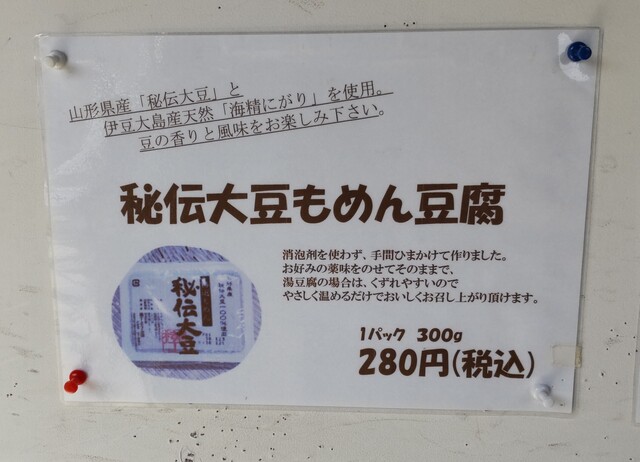 山形県産「秘伝大豆」と
伊豆大島産天然「海精にがり」を使用。
豆の香りと風味をお楽しみ下さい。
秘伝大豆もめん豆腐
消泡剤を使わず、手間ひまかけて作りました。
お好みの薬味をのせてそのままで、
湯豆腐の場合は、くずれやすいので
やさしく温めるだけでおいしくお召し上がり頂けます。
秘伝大豆
1パック 300g
280円(税込)